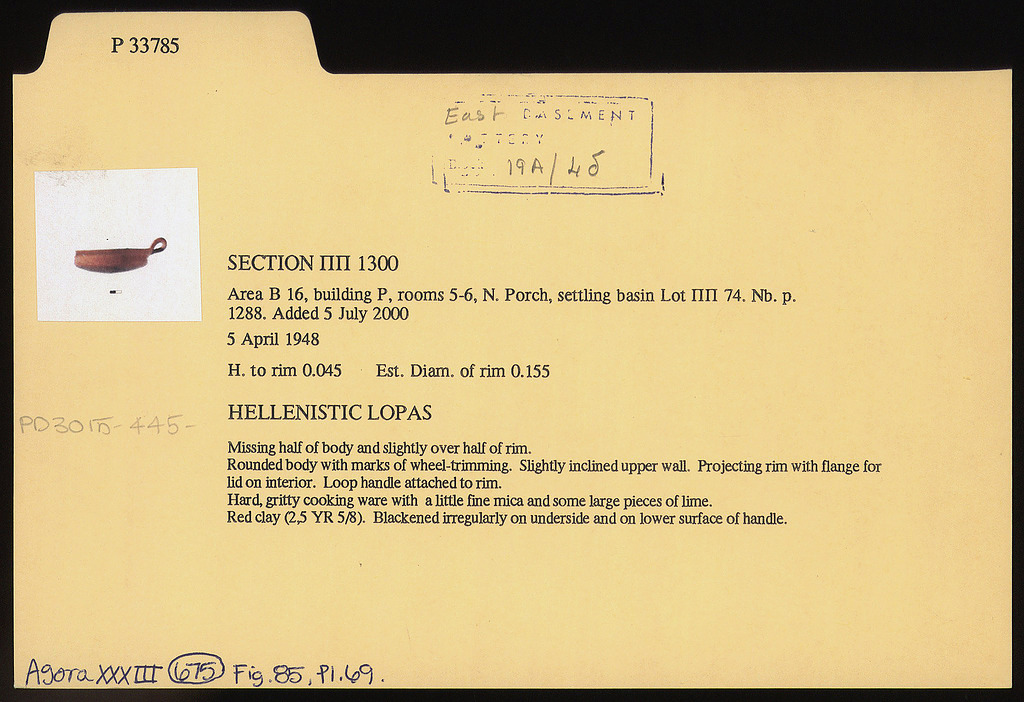 P 33785
East BASEMENT
19A/4δ
SECTION ΠΠ 1300
Area B 16, building P, rooms 5-6, N. Porch, settling basin Lot ΠΠ 74. Nb. p.
1288. Added 5 July 2000
5 April 1948
H. to rim 0.045 Est. Diam. of rim 0.155
HELLENISTIC LOPAS
Missing half of body and slightly over half of rim.
Rounded body with marks of wheel-trimming. Slightly inclined upper wall. Projecting rim with flange for
lid on interior. Loop handle attached to rim.
Hard, gritty cooking ware with a little fine mica and some large pieces of lime.
Red clay (2,5 YR 5/8). Blackened irregularly on underside and on lower surface of handle.
Agora XXXIII 675 Fig. 85, Pl. 69.